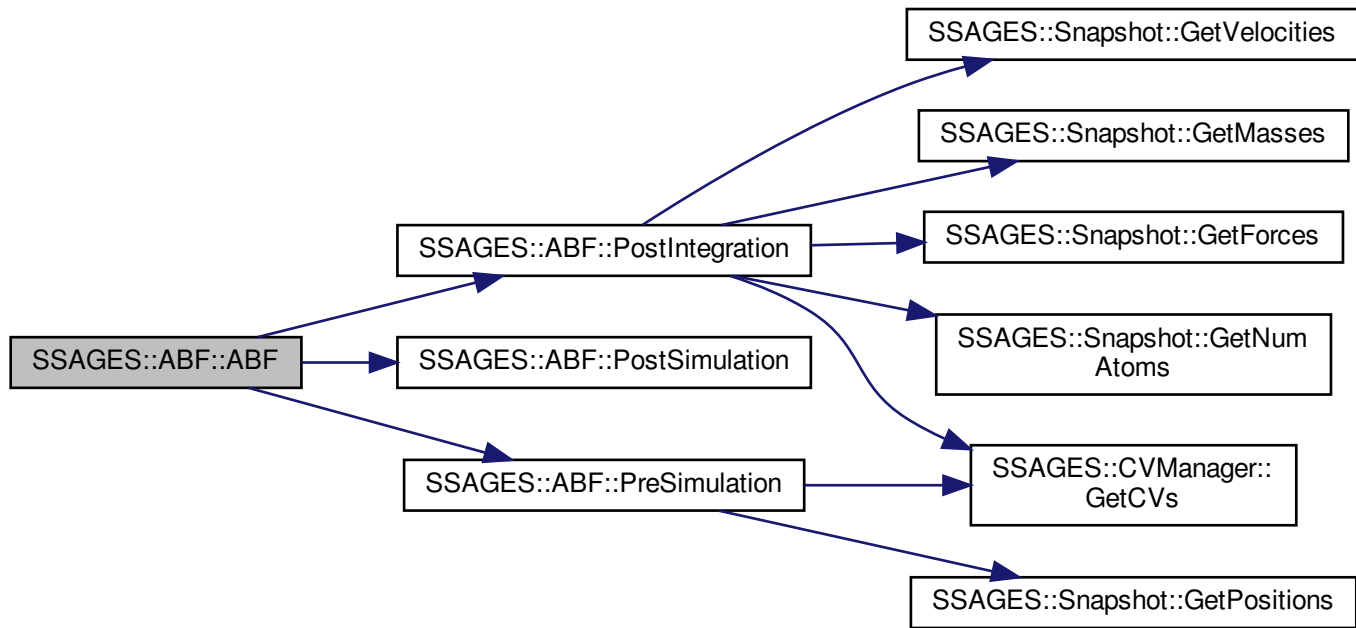 SSAGES::ABF::ABF
SSAGES::ABF::PostIntegration
SSAGES::ABF::PostSimulation
SSAGES::ABF::PreSimulation
SSAGES::Snapshot::GetVelocities
SSAGES::Snapshot::GetMasses
SSAGES::Snapshot::GetForces
SSAGES::Snapshot::GetNum
Atoms
SSAGES::CVManager::
GetCVs
SSAGES::Snapshot::GetPositions